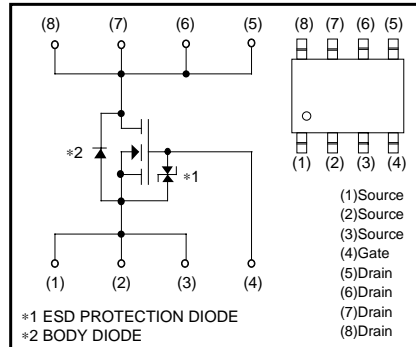 (8) (7) (6) (5)
(8) (7) (6) (5)
∗2
∗1
(1) (2) (3) (4)
(1) (2) (3) (4)
(1)Source
(2)Source
(3)Source
(4)Gate
(5)Drain
(6)Drain
(7)Drain
(8)Drain
∗1 ESD PROTECTION DIODE
∗2 BODY DIODE